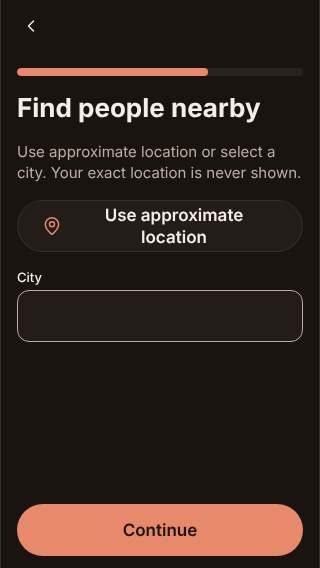 Find people nearby
Use approximate location or select a
city. Your exact location is never shown.
Use approximate
location
City
Continue